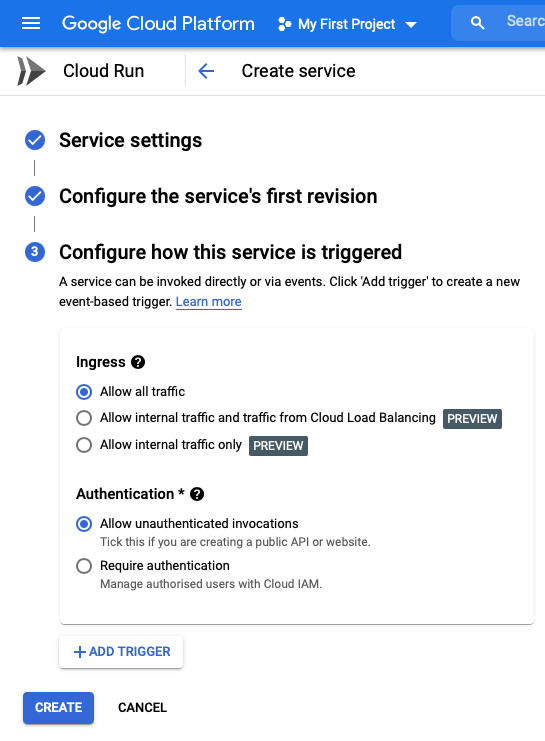 Google Cloud Platform
My First Project
Searc
Cloud Run
Create service
Service settings
Configure the service's first revision
3
Configure how this service is triggered
A service can be invoked directly or via events. Click 'Add trigger' to create a new
event-based trigger. Learn more
Ingress ?
Allow all traffic
Allow internal traffic and traffic from Cloud Load Balancing PREVIEW
Allow internal traffic only PREVIEW
Authentication * ?
Allow unauthenticated invocations
Tick this if you are creating a public API or website.
Require authentication
Manage authorised users with Cloud IAM.
+ ADD TRIGGER
CREATE CANCEL